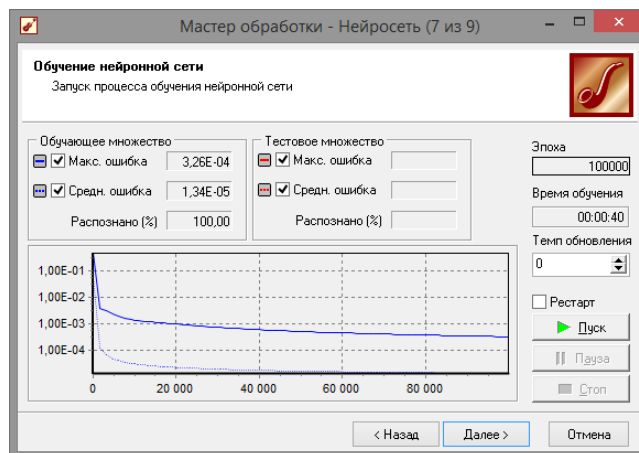 Мастер обработки - Нейросеть (7 из 9)
Обучение нейронной сети
Запуск процесса обучения нейронной сети
Обучающее множество
Макс. ошибка 3,26E-04
Средн. ошибка 1,34E-05
Распознано (%) 100,00
Тестовое множество
Макс. ошибка
Средн. ошибка
Распознано (%)
Эпоха
100000
Время обучения
00:00:40
Темп обновления
0
Рестарт
Пуск
Пауза
Стоп
1,00E-01
1,00E-02
1,00E-03
1,00E-04
0 20 000 40 000 60 000 80 000
< Назад Далее > Отмена